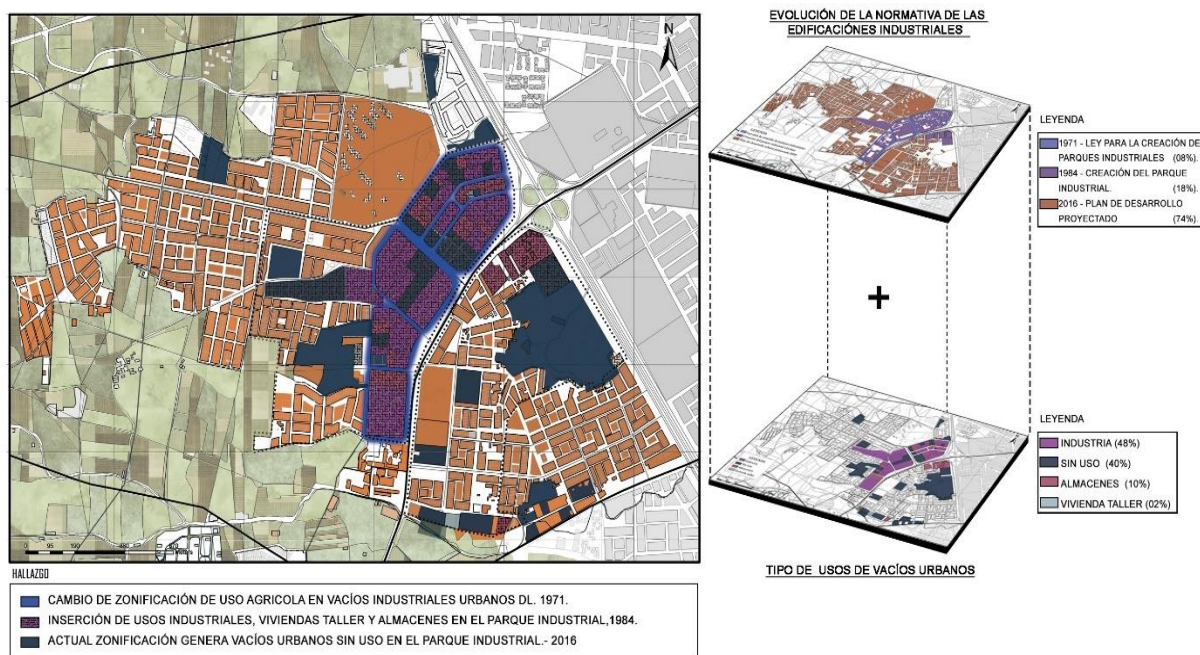 N
0 95 190 480
HALLAZGO
CAMBIO DE ZONIFICACIÓN DE USO AGRICOLA EN VACÍOS INDUSTRIALES URBANOS DL. 1971.
INSERCIÓN DE USOS INDUSTRIALES, VIVIENDAS TALLER Y ALMACENES EN EL PARQUE INDUSTRIAL,1984.
ACTUAL ZONIFICACIÓN GENERA VACÍOS URBANOS SIN USO EN EL PARQUE INDUSTRIAL.- 2016
EVOLUCIÓN DE LA NORMATIVA DE LAS
EDIFICACIÓNES INDUSTRIALES
LEYENDA
1971 - LEY PARA LA CREACIÓN DE
PARQUES INDUSTRIALES (08%).
1984 - CREACIÓN DEL PARQUE
INDUSTRIAL. (18%).
2016 - PLAN DE DESARROLLO
PROYECTADO (74%).
+
LEYENDA
INDUSTRIA (48%)
SIN USO (40%)
ALMACENES (10%)
VIVIENDA TALLER (02%)
TIPO DE USOS DE VACÍOS URBANOS